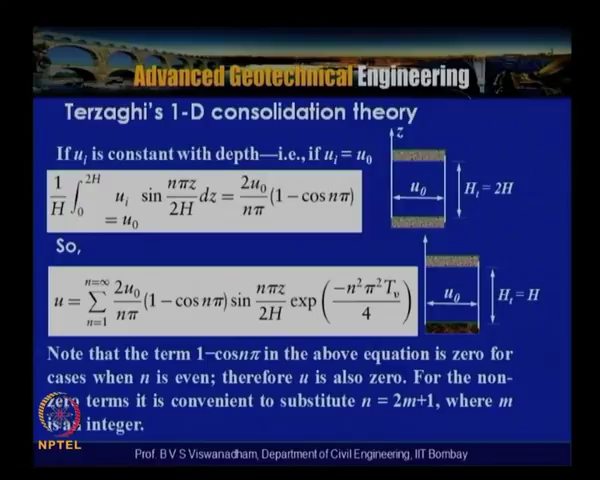 Advanced Geotechnical Engineering
Terzaghi's 1-D consolidation theory
If uᵢ is constant with depth—i.e., if uᵢ = u₀
1/H ∫₀^2H uᵢ sin nπz/2H dz = 2u₀/nπ (1 − cos nπ)
= u₀
z
u₀
Hₜ = 2H
So,
u = ∑_{n=1}^{n=∞} 2u₀/nπ (1 − cos nπ) sin nπz/2H exp(−n²π²Tᵥ/4)
u₀
Hₜ = H
Note that the term 1−cosnπ in the above equation is zero for
cases when n is even; therefore u is also zero. For the non-
zero terms it is convenient to substitute n = 2m+1, where m
is an integer.
NPTEL
Prof. B V S Viswanadham, Department of Civil Engineering, IIT Bombay